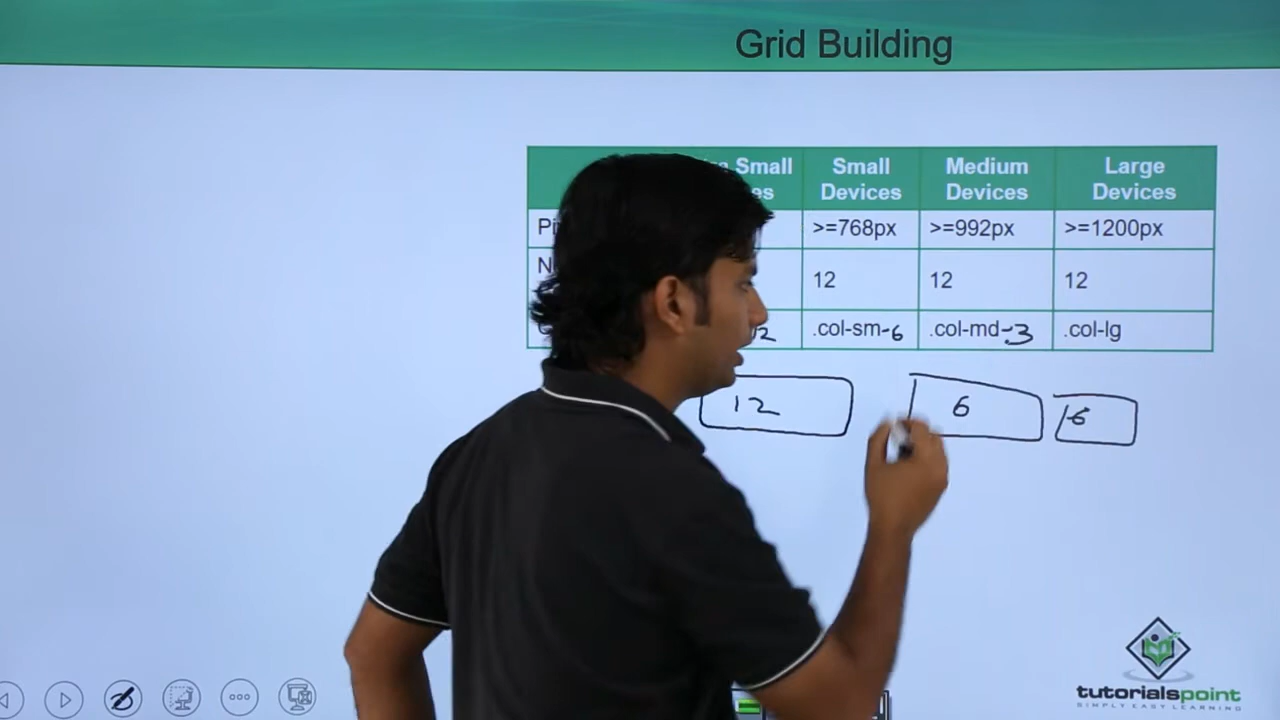 Grid Building
Small Small Medium Large
Devices Devices Devices
>=768px >=992px >=1200px
12 12 12
.col-sm-6 .col-md-3 .col-lg
12 6 6
tutorialspoint
SIMPLY EASY LEARNING